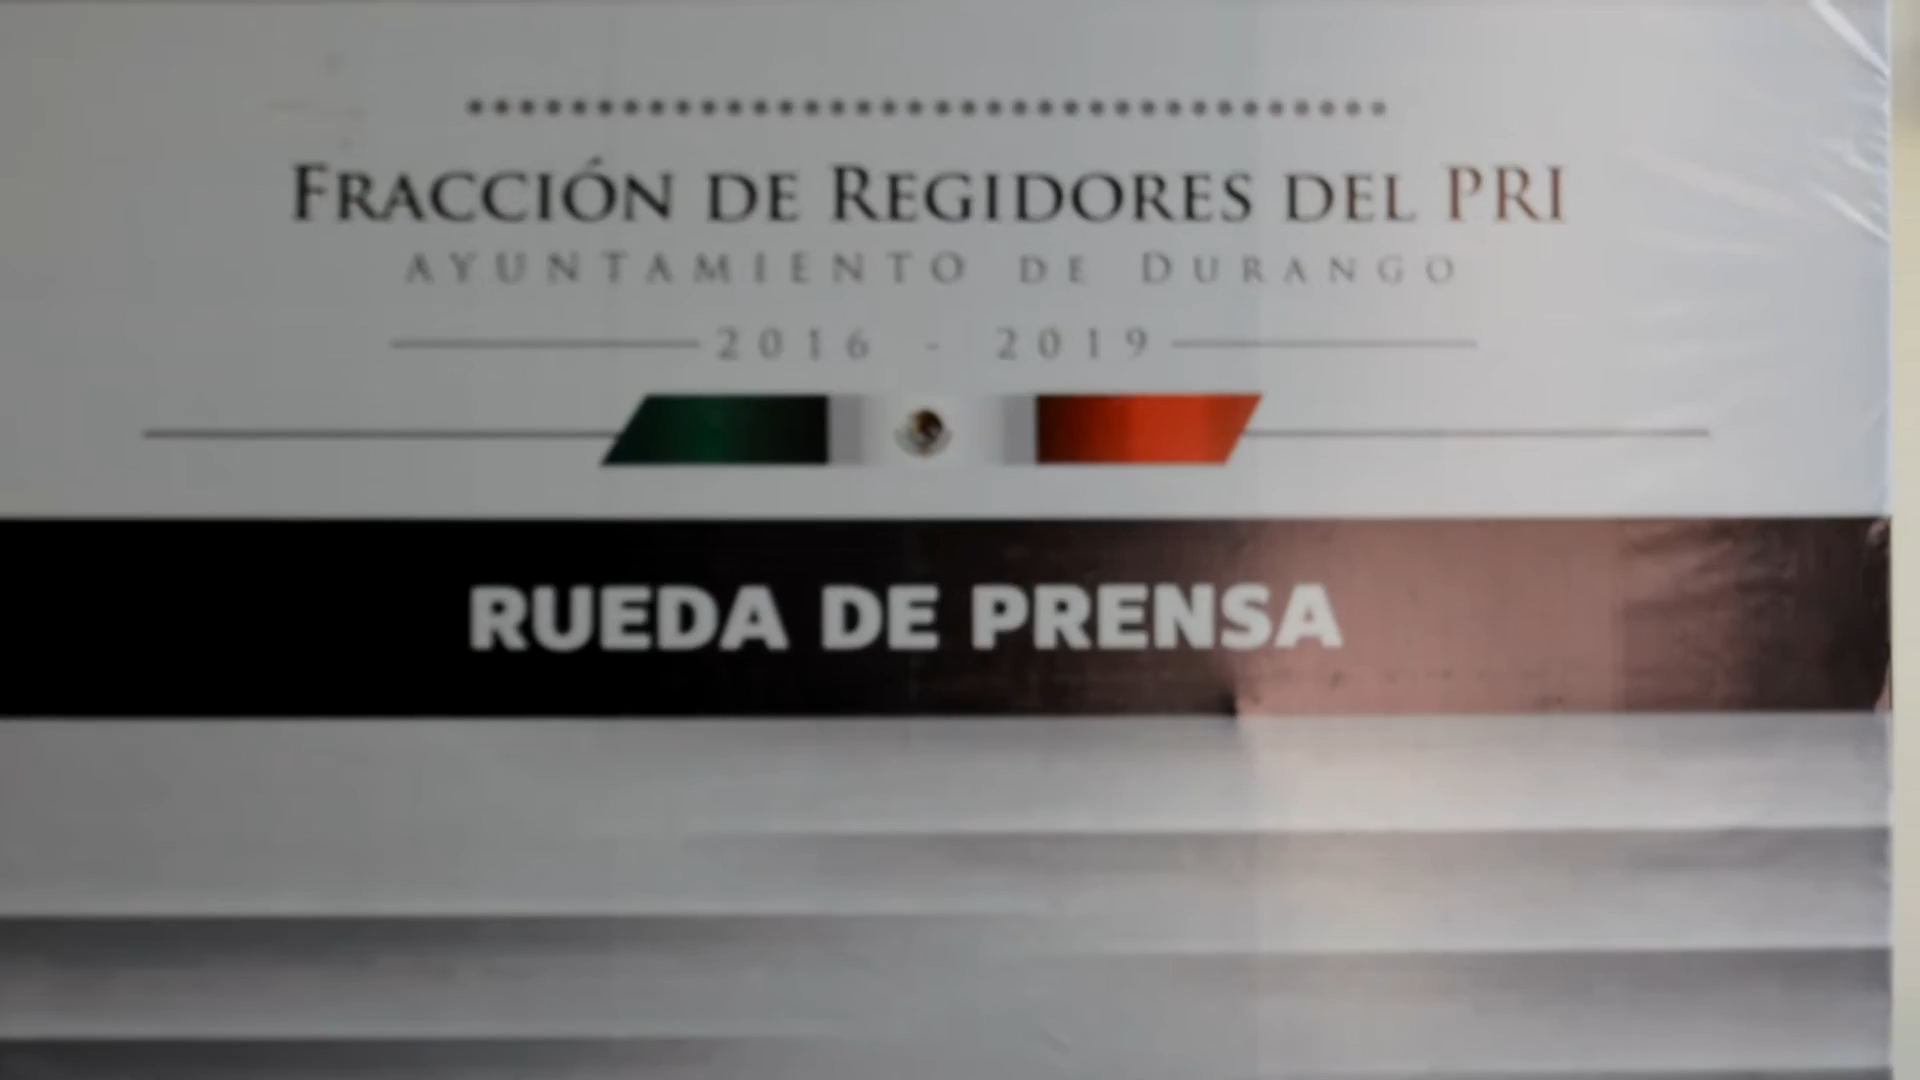 FRACCIÓN DE REGIDORES DEL PRI
AYUNTAMIENTO DE DURANGO
2016 - 2019
RUEDA DE PRENSA